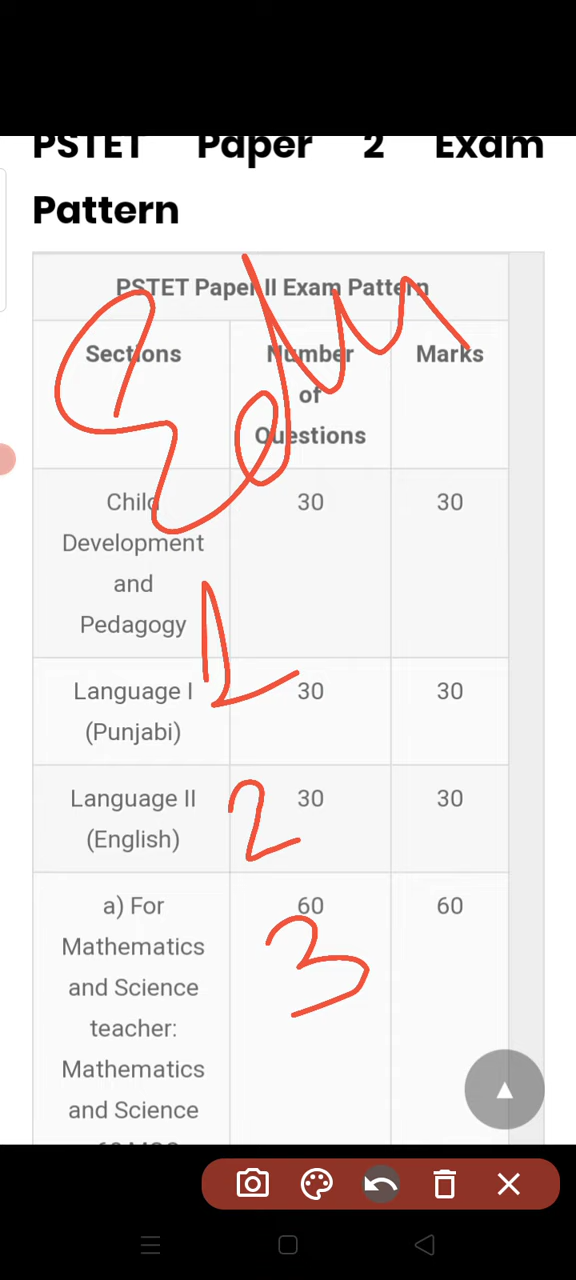 PSTET Paper 2 Exam
Pattern
PSTET Paper II Exam Pattern
Sections Number of Questions Marks
Child Development and Pedagogy 30 30
Language I (Punjabi) 30 30
Language II (English) 30 30
a) For Mathematics and Science teacher: Mathematics and Science 60 60
Edu
1
2
3